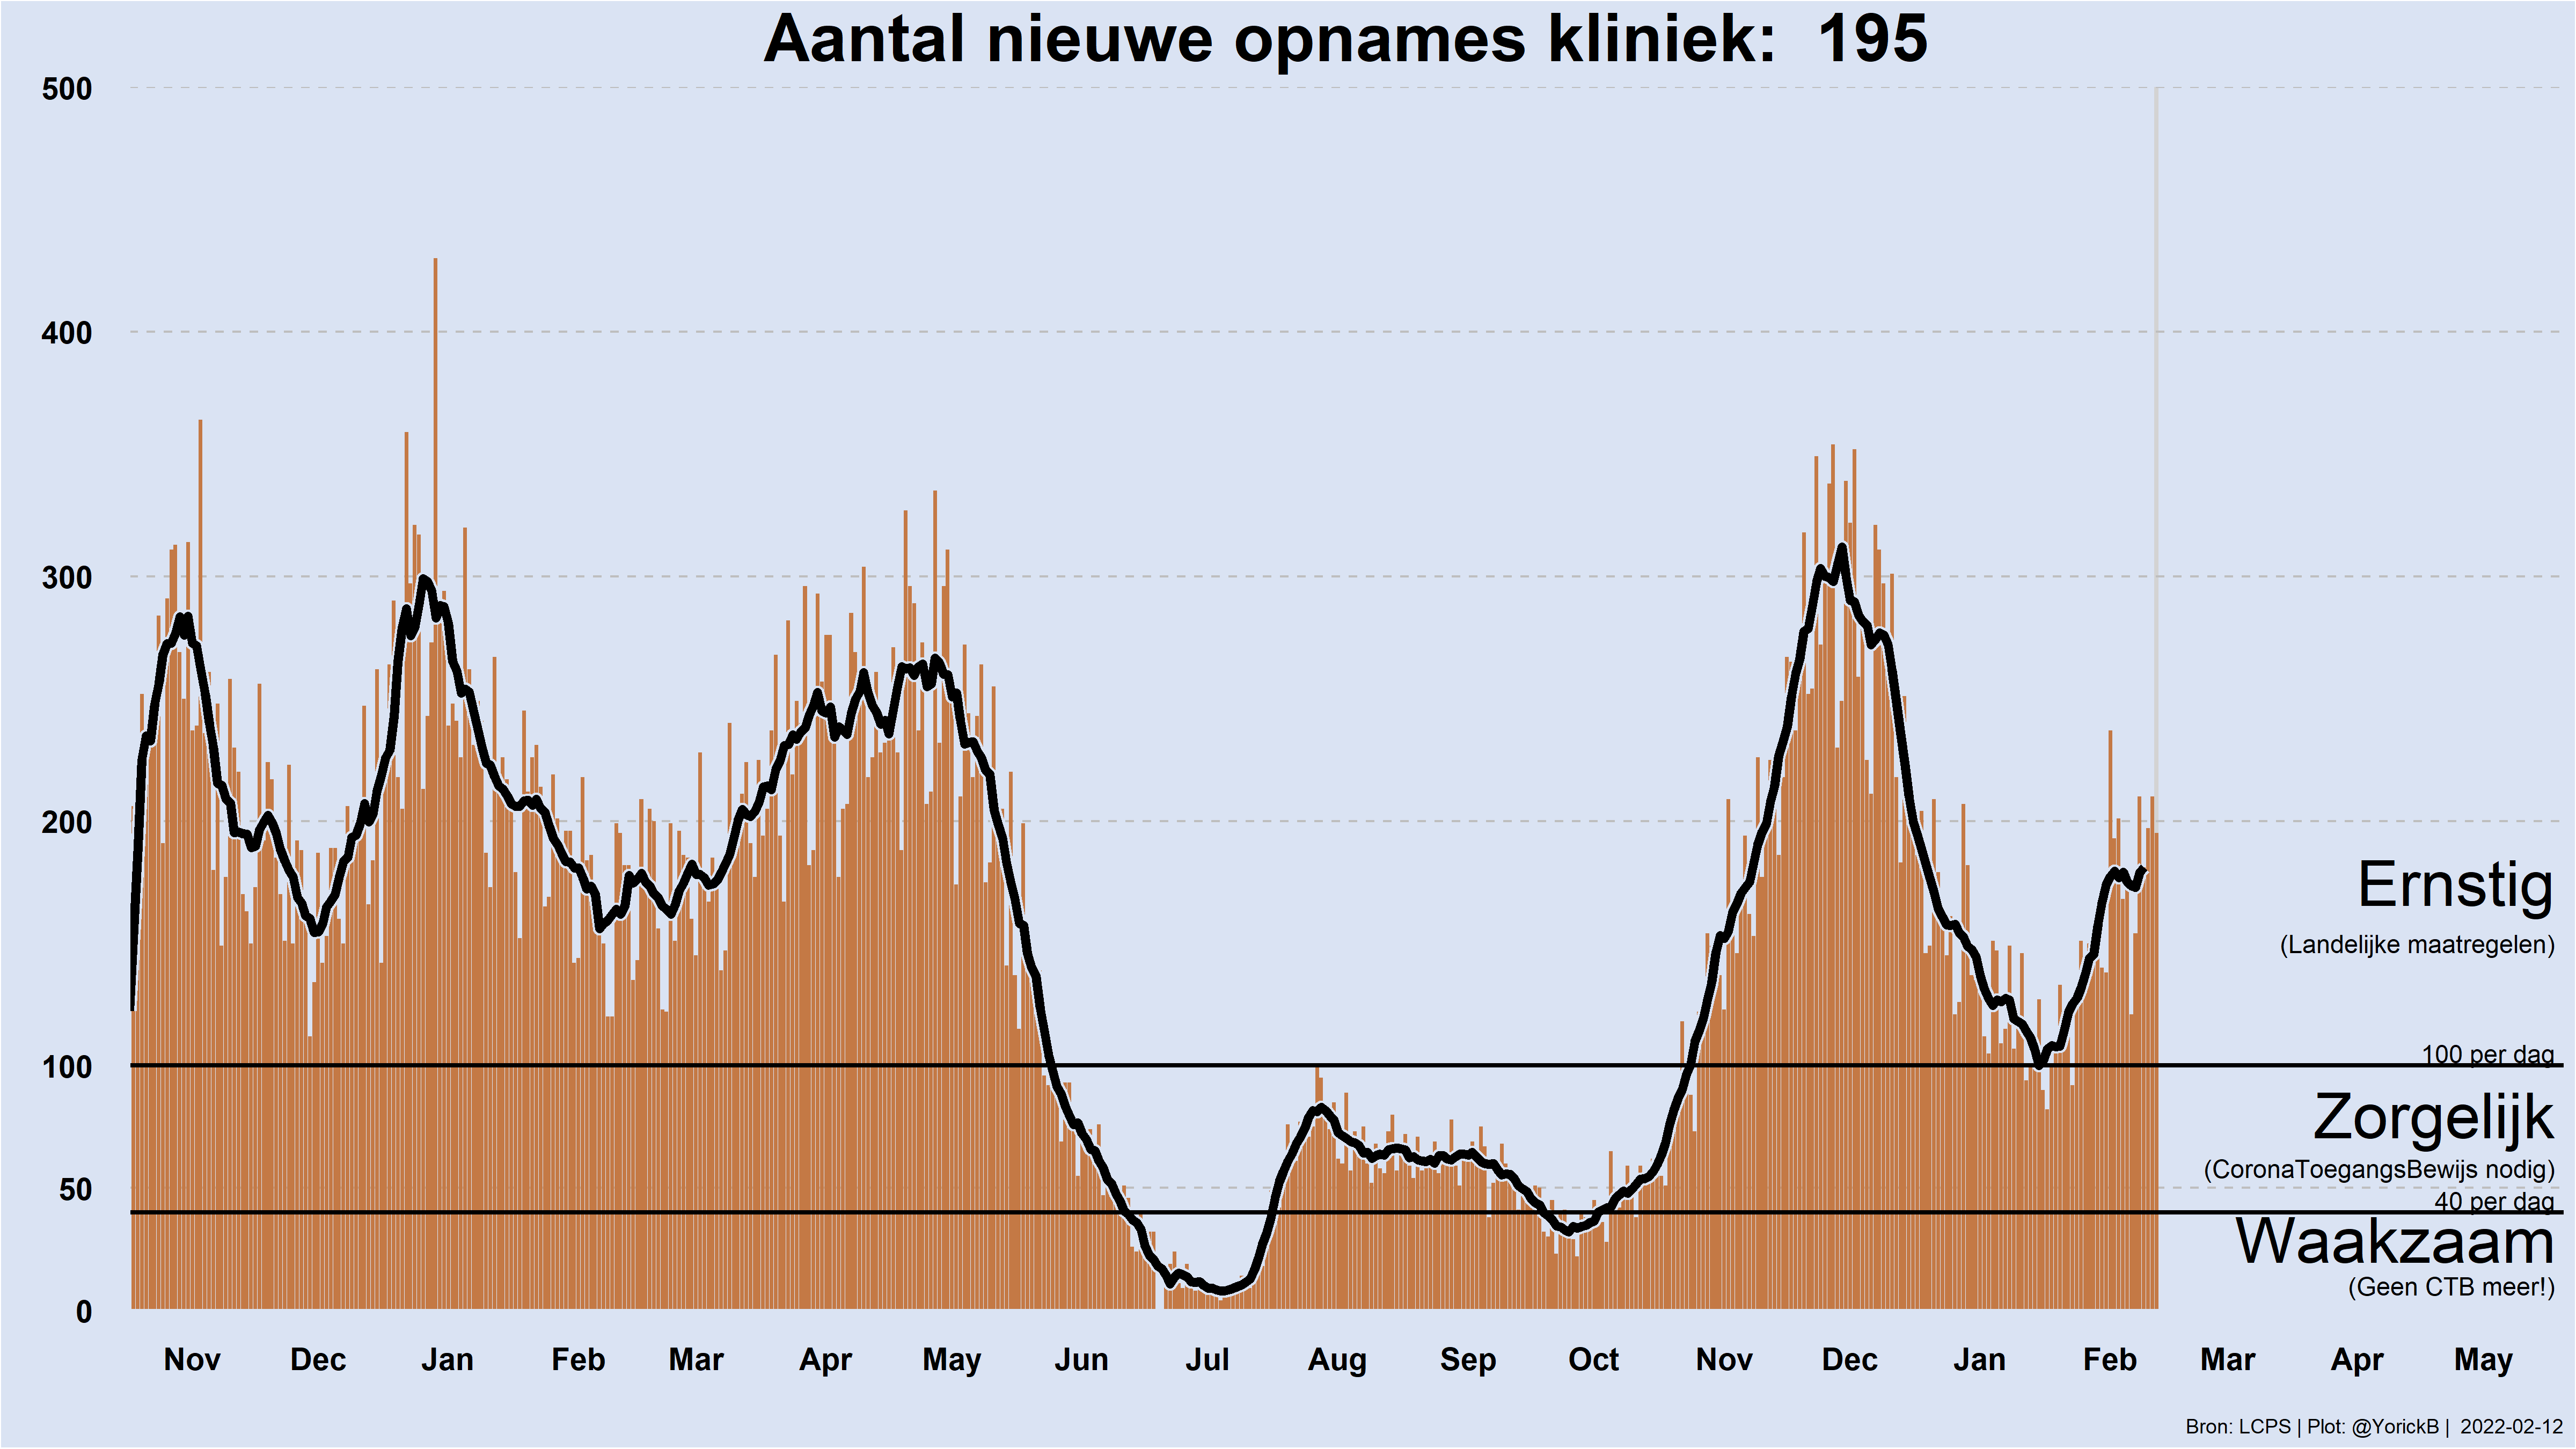 Aantal nieuwe opnames kliniek: 195
500
400
300
200
100
50
0
Ernstig
(Landelijke maatregelen)
100 per dag
Zorgelijk
(CoronaToegangsBewijs nodig)
40 per dag
Waakzaam
(Geen CTB meer!)
Nov Dec Jan Feb Mar Apr May Jun Jul Aug Sep Oct Nov Dec Jan Feb Mar Apr May
Bron: LCPS | Plot: @YorickB | 2022-02-12